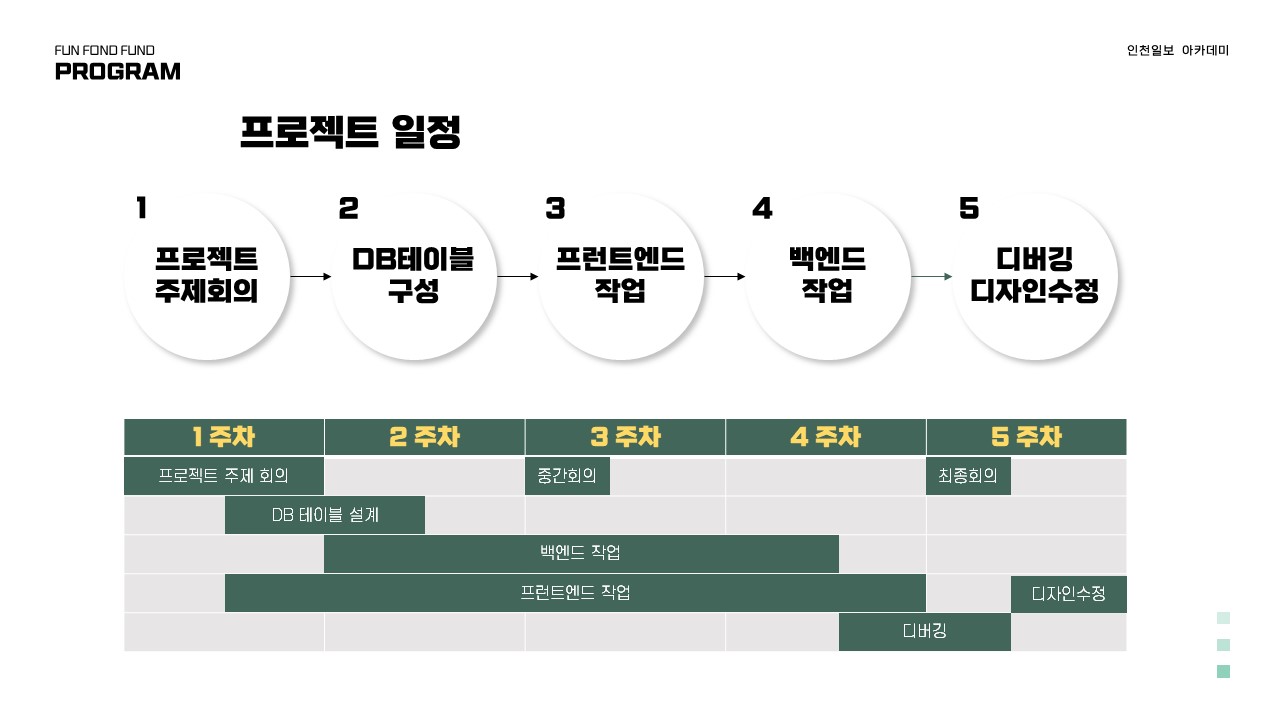 FUN FOND FUND
PROGRAM
인천일보 아카데미
프로젝트 일정
1
프로젝트
주제회의
2
DB테이블
구성
3
프런트엔드
작업
4
백엔드
작업
5
디버깅
디자인수정
1 주차
2 주차
3 주차
4 주차
5 주차
프로젝트 주제 회의
중간회의
최종회의
DB 테이블 설계
백엔드 작업
프런트엔드 작업
디자인수정
디버깅